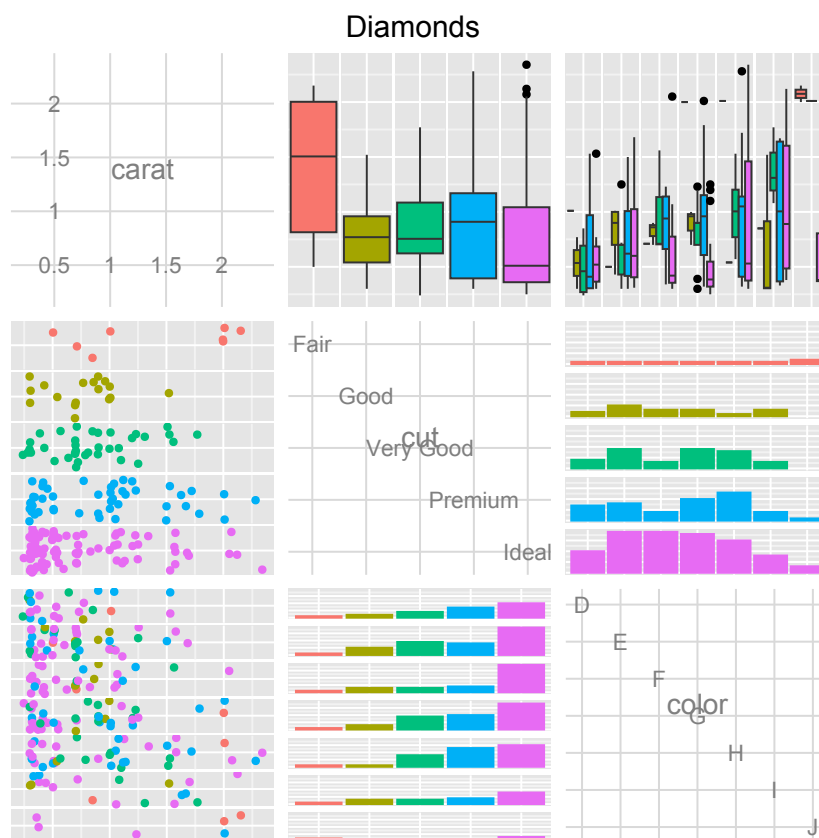 Diamonds
2
1.5
carat
1
0.5 1 1.5 2
Fair
Good
cut
Very Good
Premium
Ideal
D
E
F
color
G
H
I
J